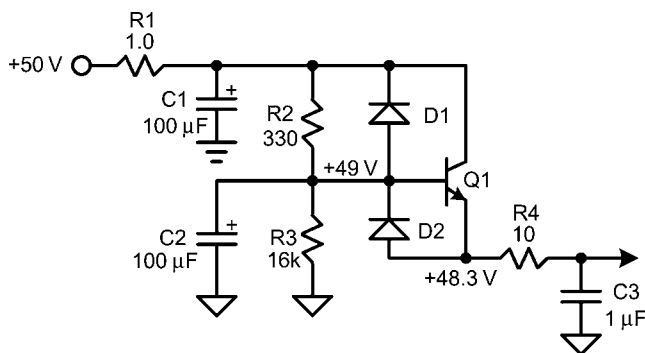 R1
1.0
+50 V
+
C1
100 µF
R2
330
D1
+49 V
Q1
+
C2
100 µF
R3
16k
D2
R4
10
+48.3 V
C3
1 µF